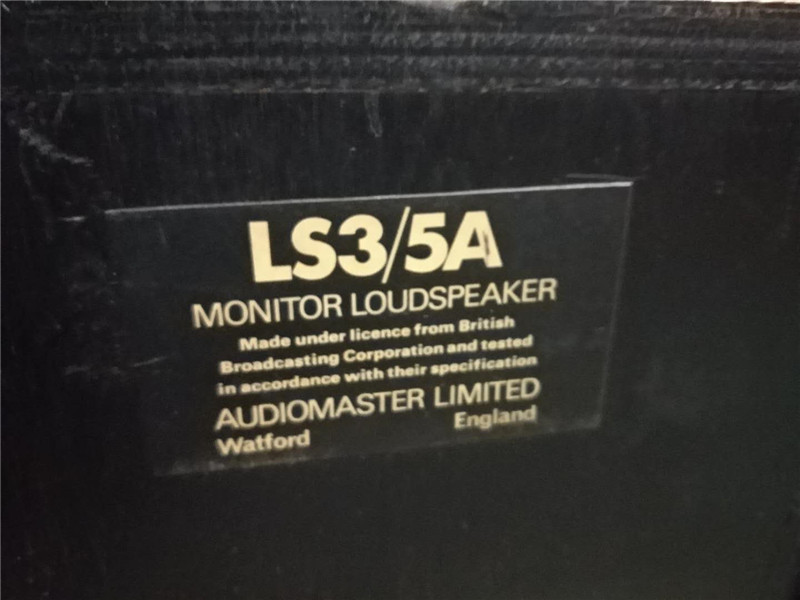 LS3/5A
MONITOR LOUDSPEAKER
Made under licence from British
Broadcasting Corporation and tested
in accordance with their specification
AUDIOMASTER LIMITED
Watford England